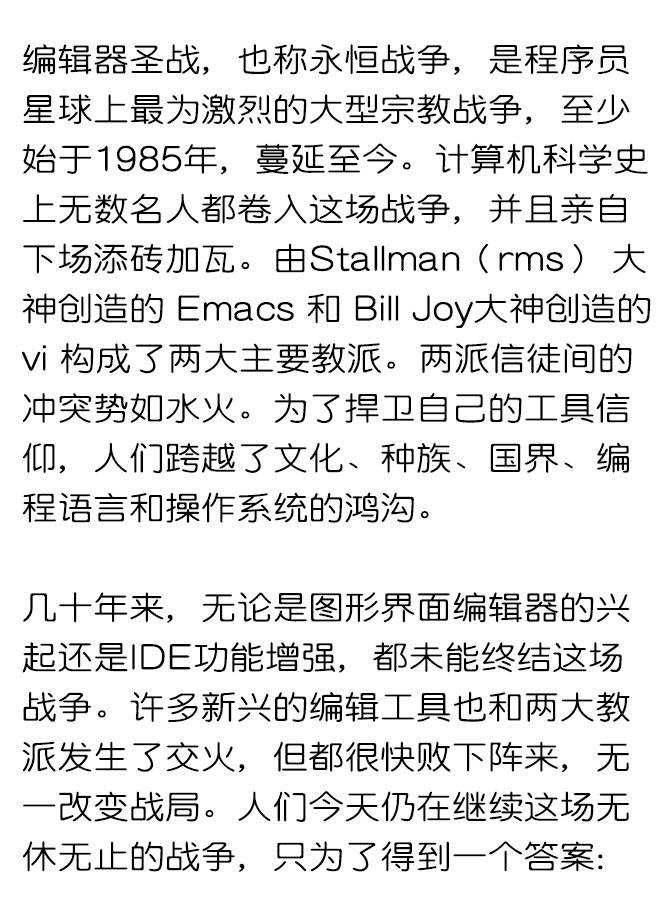 编辑器圣战，也称永恒战争，是程序员
星球上最为激烈的大型宗教战争，至少
始于1985年，蔓延至今。计算机科学史
上无数名人都卷入这场战争，并且亲自
下场添砖加瓦。由Stallman（rms） 大
神创造的 Emacs 和 Bill Joy大神创造的
vi 构成了两大主要教派。两派信徒间的
冲突势如水火。为了捍卫自己的工具信
仰，人们跨越了文化、种族、国界、编
程语言和操作系统的鸿沟。
几十年来，无论是图形界面编辑器的兴
起还是IDE功能增强，都未能终结这场
战争。许多新兴的编辑工具也和两大教
派发生了交火，但都很快败下阵来，无
一改变战局。人们今天仍在继续这场无
休无止的战争，只为了得到一个答案: